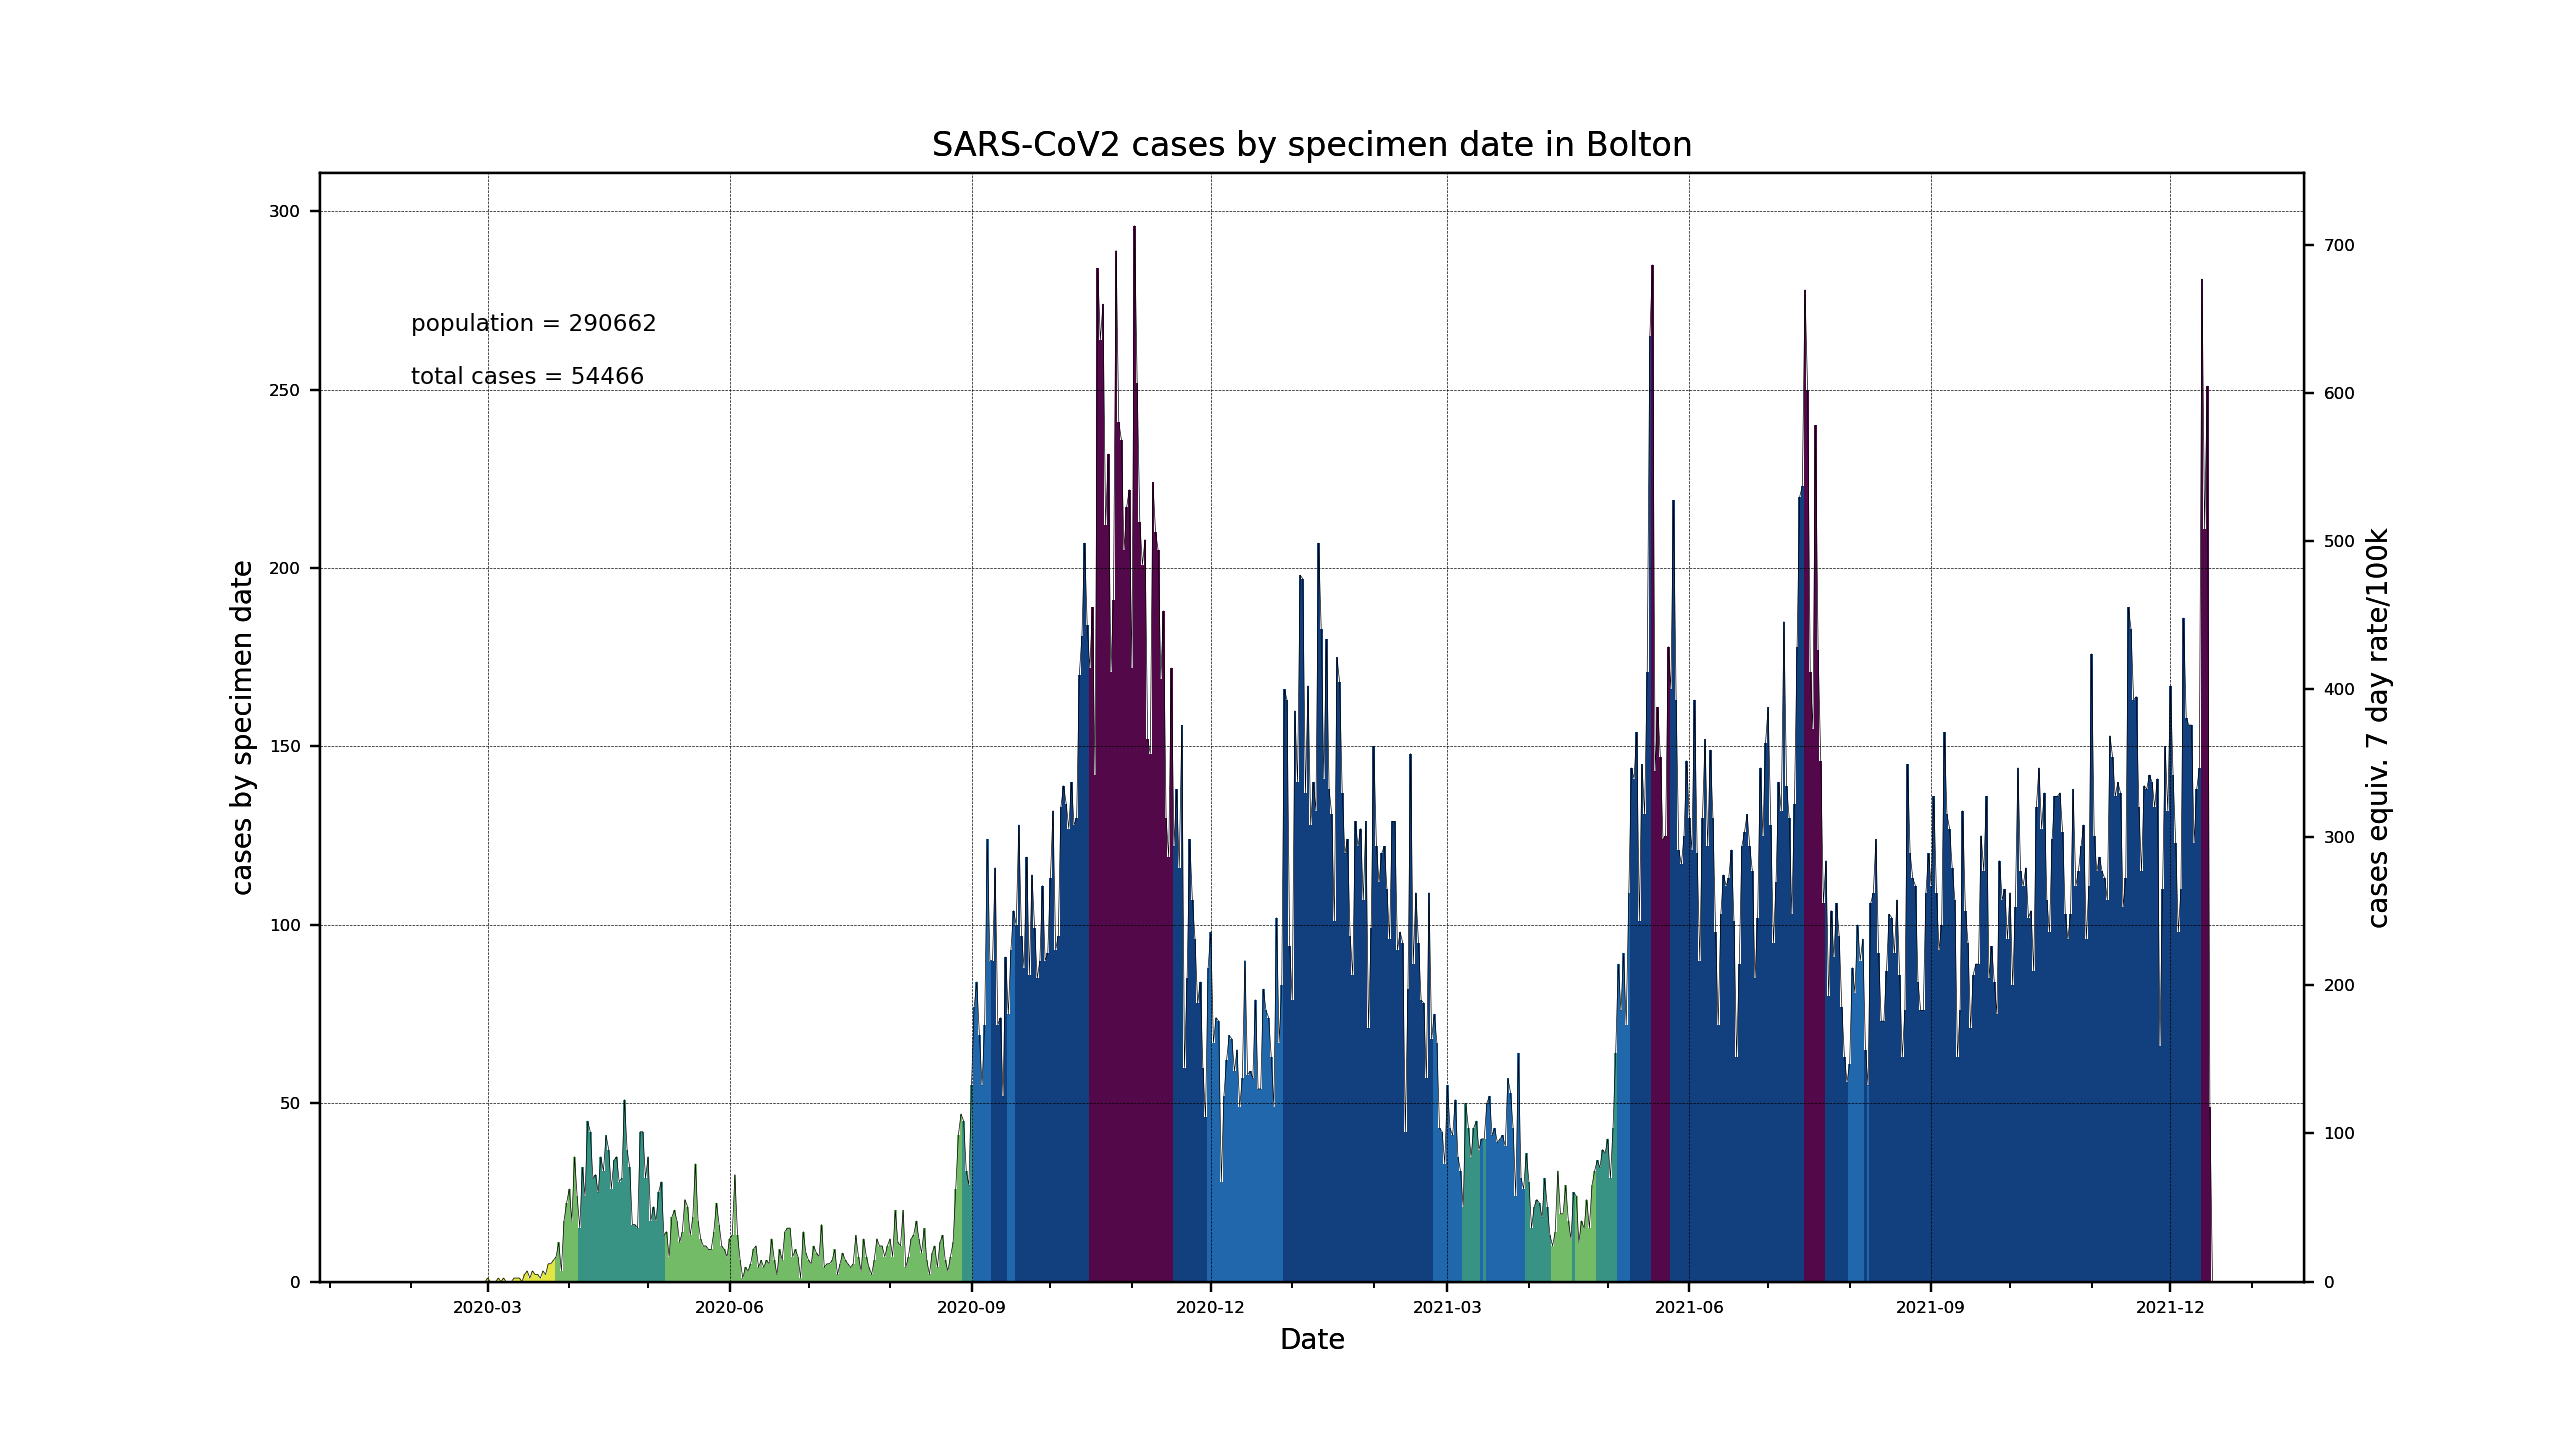 SARS-CoV2 cases by specimen date in Bolton
population = 290662
total cases = 54466
cases by specimen date
300
250
200
150
100
50
0
cases equiv. 7 day rate/100k
700
600
500
400
300
200
100
0
2020-03 2020-06 2020-09 2020-12 2021-03 2021-06 2021-09 2021-12
Date